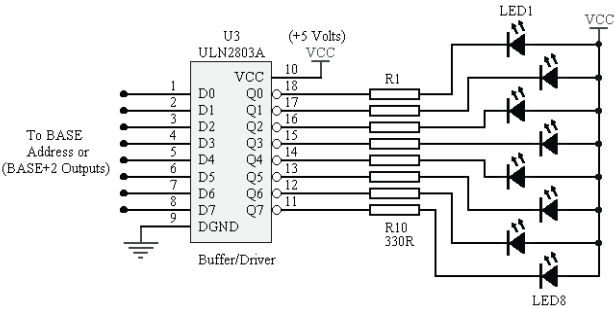 LED1
VCC
U3
ULN2803A
(+5 Volts)
VCC
VCC 10
R1
1 D0 Q0 18
2 D1 Q1 17
3 D2 Q2 16
4 D3 Q3 15
5 D4 Q4 14
6 D5 Q5 13
7 D6 Q6 12
8 D7 Q7 11
9 DGND
To BASE
Address or
(BASE+2 Outputs)
R10
330R
Buffer/Driver
LED8